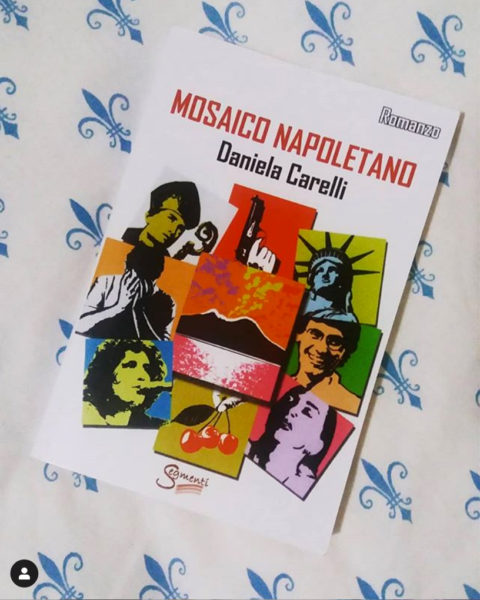 Romanzo
MOSAICO NAPOLETANO
Daniela Carelli
Segmenti